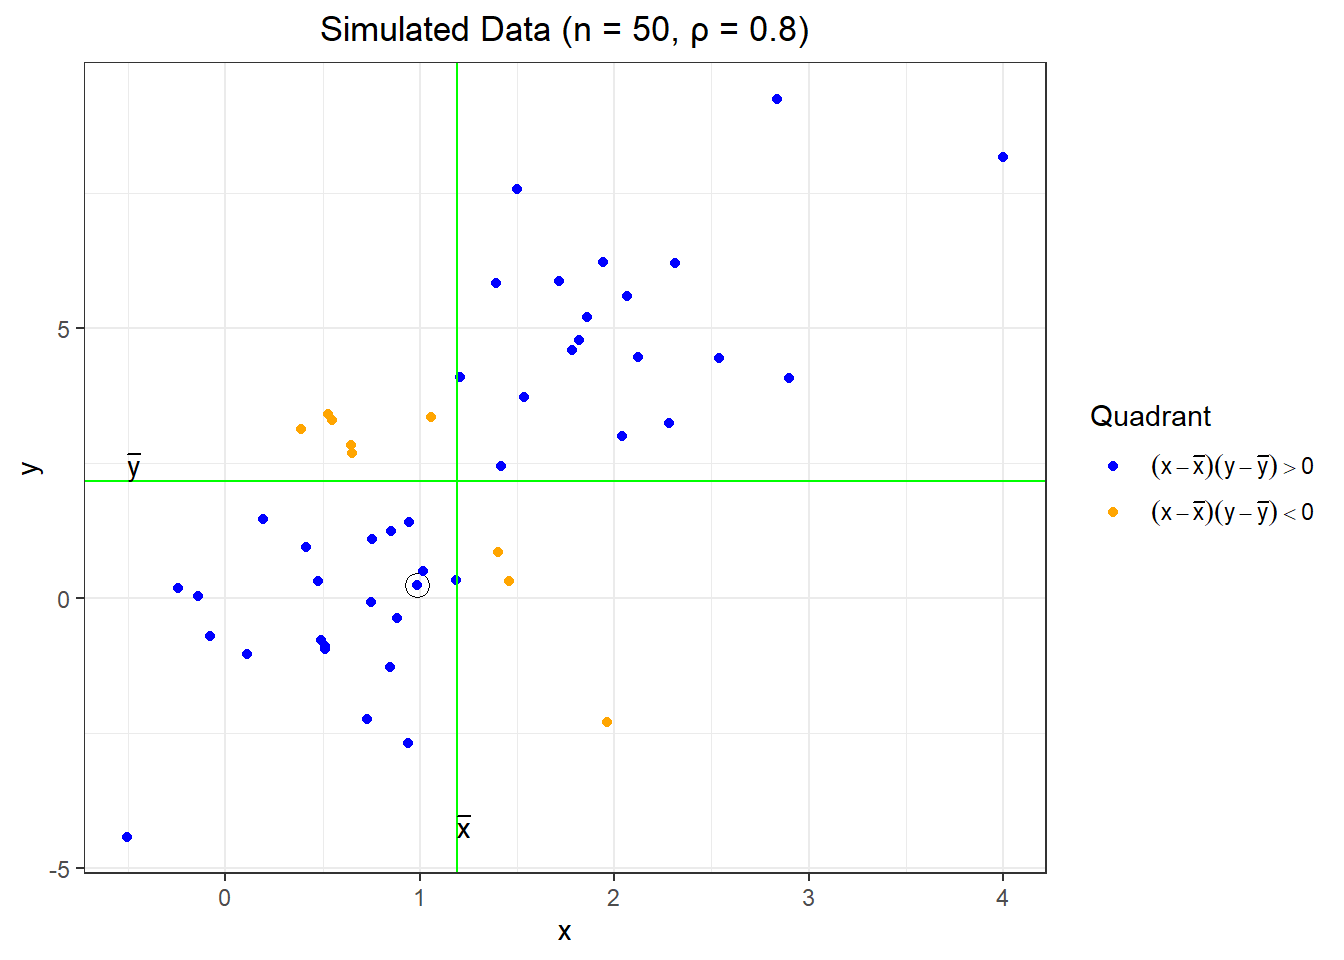 Simulated Data (n = 50, ρ = 0.8)
5
0
-5
y
y̅
x̅
0 1 2 3 4
x
Quadrant
(x − x̅)(y − y̅) > 0
(x − x̅)(y − y̅) < 0